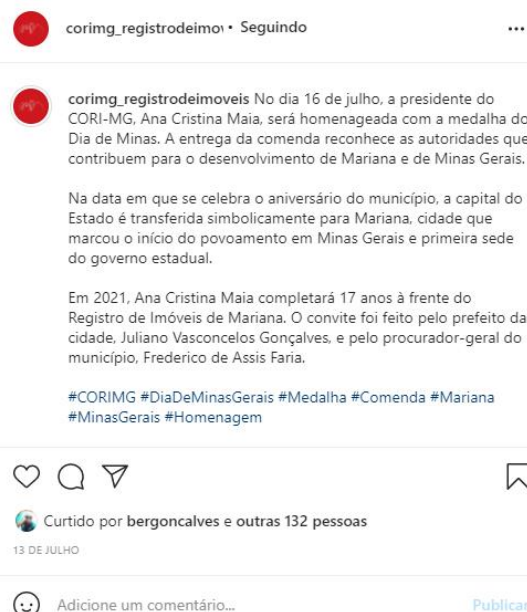 corimg_registrodeimov • Seguindo
corimg_registrodeimoveis No dia 16 de julho, a presidente do
CORI-MG, Ana Cristina Maia, será homenageada com a medalha do
Dia de Minas. A entrega da comenda reconhece as autoridades que
contribuem para o desenvolvimento de Mariana e de Minas Gerais.
Na data em que se celebra o aniversário do município, a capital do
Estado é transferida simbolicamente para Mariana, cidade que
marcou o início do povoamento em Minas Gerais e primeira sede
do governo estadual.
Em 2021, Ana Cristina Maia completará 17 anos à frente do
Registro de Imóveis de Mariana. O convite foi feito pelo prefeito da
cidade, Juliano Vasconcelos Gonçalves, e pelo procurador-geral do
município, Frederico de Assis Faria.
#CORIMG #DiaDeMinasGerais #Medalha #Comenda #Mariana
#MinasGerais #Homenagem
Curtido por bergoncalves e outras 132 pessoas
13 DE JULHO
Adicione um comentário... Publicar